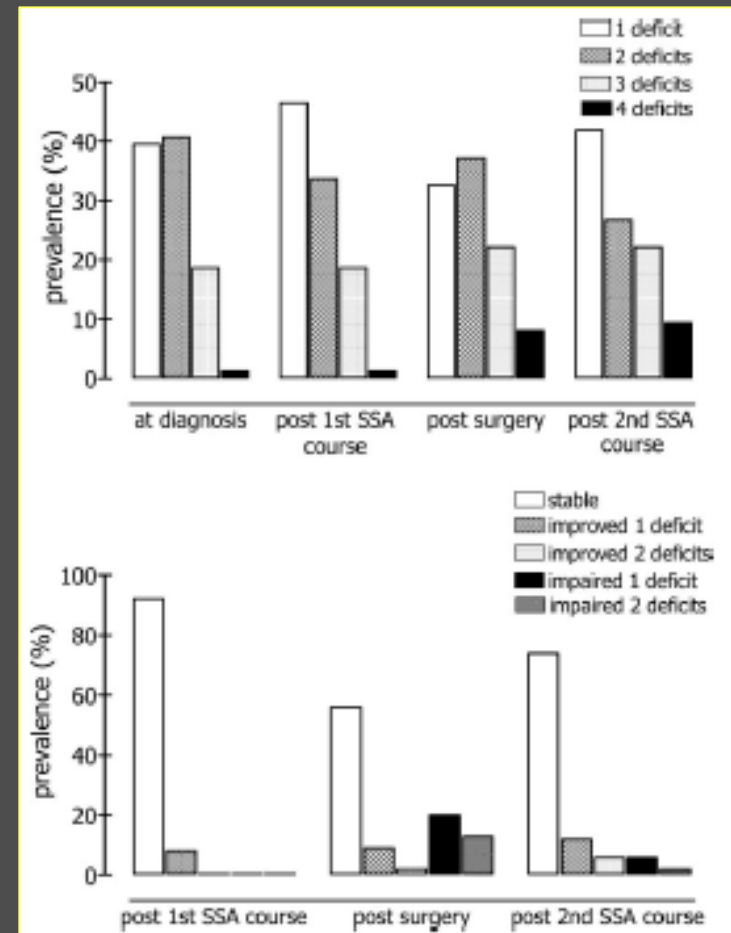 1 deficit
2 deficits
3 deficits
4 deficits
prevalence (%)
50
40
30
20
10
0
at diagnosis
post 1st SSA course
post surgery
post 2nd SSA course
stable
improved 1 deficit
improved 2 deficits
impaired 1 deficit
impaired 2 deficits
prevalence (%)
100
80
60
40
20
0
post 1st SSA course
post surgery
post 2nd SSA course